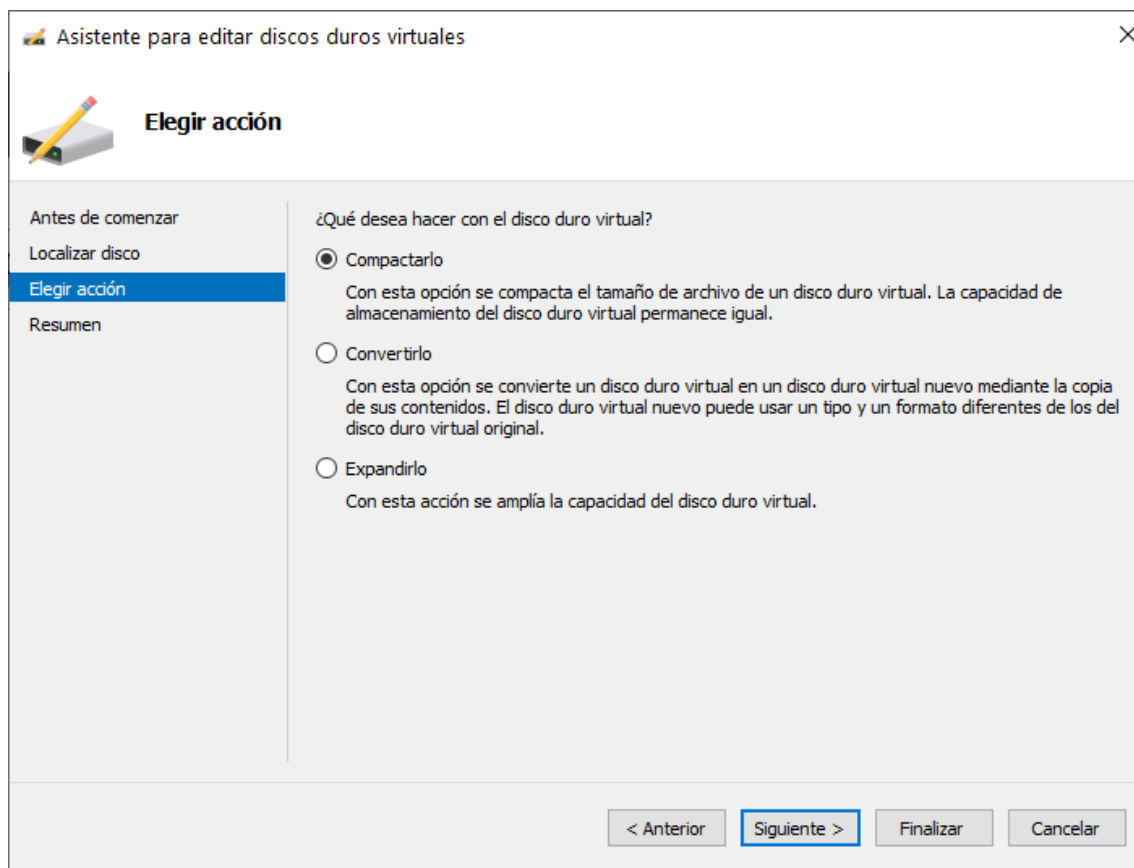 Asistente para editar discos duros virtuales
Elegir acción
Antes de comenzar
Localizar disco
Elegir acción
Resumen
¿Qué desea hacer con el disco duro virtual?
Compactarlo
Con esta opción se compacta el tamaño de archivo de un disco duro virtual. La capacidad de
almacenamiento del disco duro virtual permanece igual.
Convertirlo
Con esta opción se convierte un disco duro virtual en un disco duro virtual nuevo mediante la copia
de sus contenidos. El disco duro virtual nuevo puede usar un tipo y un formato diferentes de los del
disco duro virtual original.
Expandirlo
Con esta acción se amplía la capacidad del disco duro virtual.
< Anterior
Siguiente >
Finalizar
Cancelar